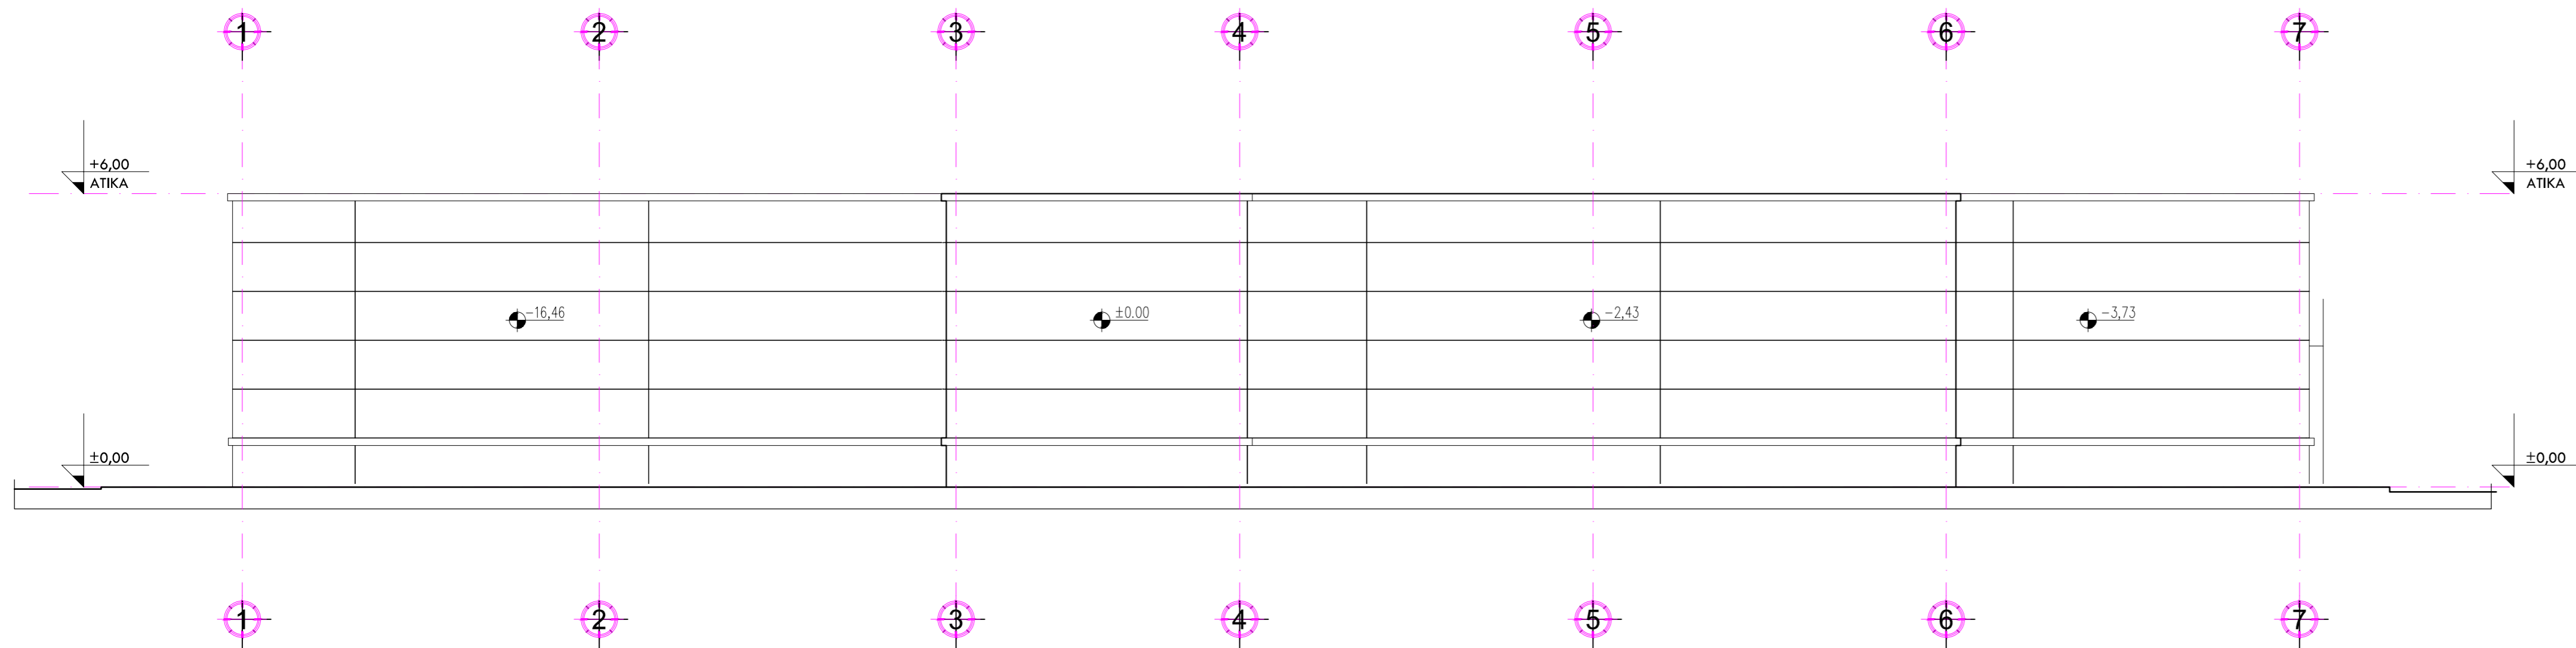 1 2 3 4 5 6 7
+6,00 +6,00
ATIKA ATIKA
-16,46 ±0.00 -2,43 -3,73
±0,00 ±0,00
1 2 3 4 5 6 7